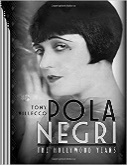 TONY VILLECCO
POLA
NEGRI
THE HOLLYWOOD YEARS